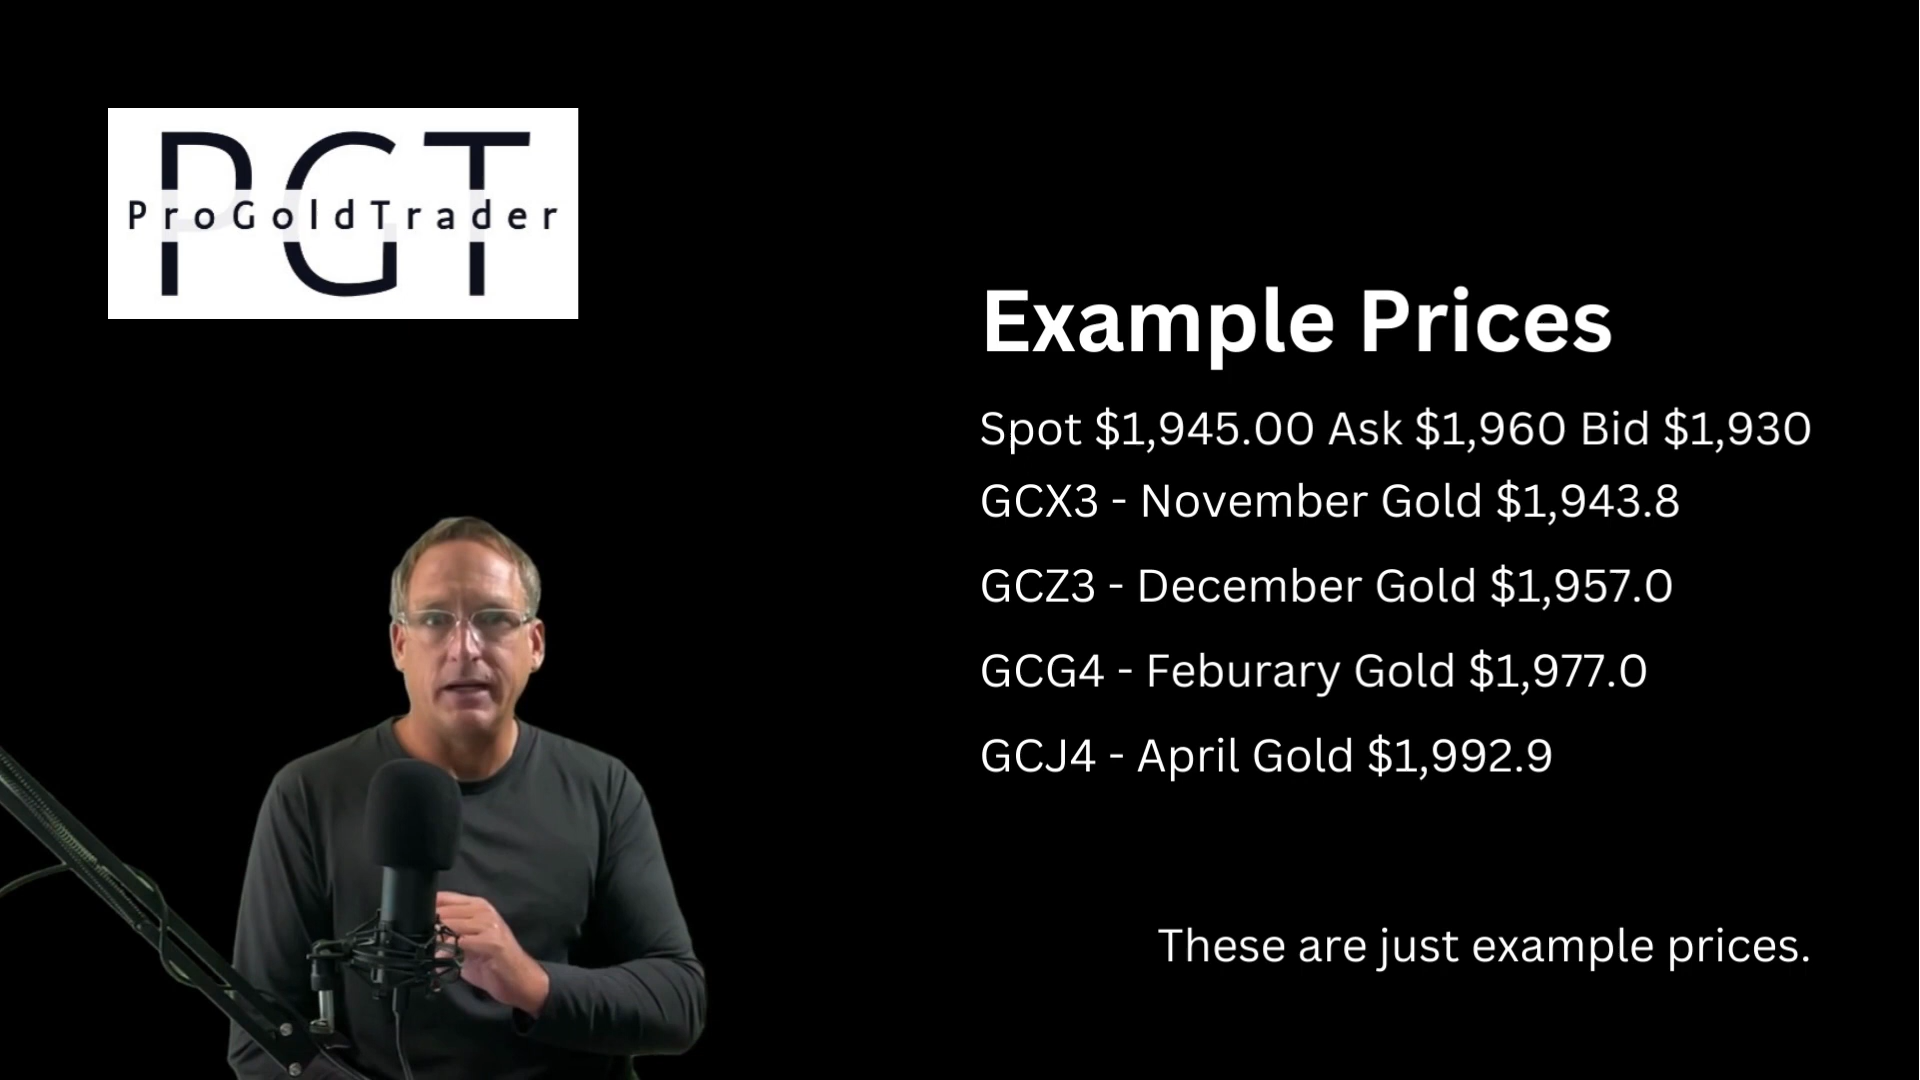 PGT
ProGoldTrader
Example Prices
Spot $1,945.00 Ask $1,960 Bid $1,930
GCX3 - November Gold $1,943.8
GCZ3 - December Gold $1,957.0
GCG4 - Feburary Gold $1,977.0
GCJ4 - April Gold $1,992.9
These are just example prices.